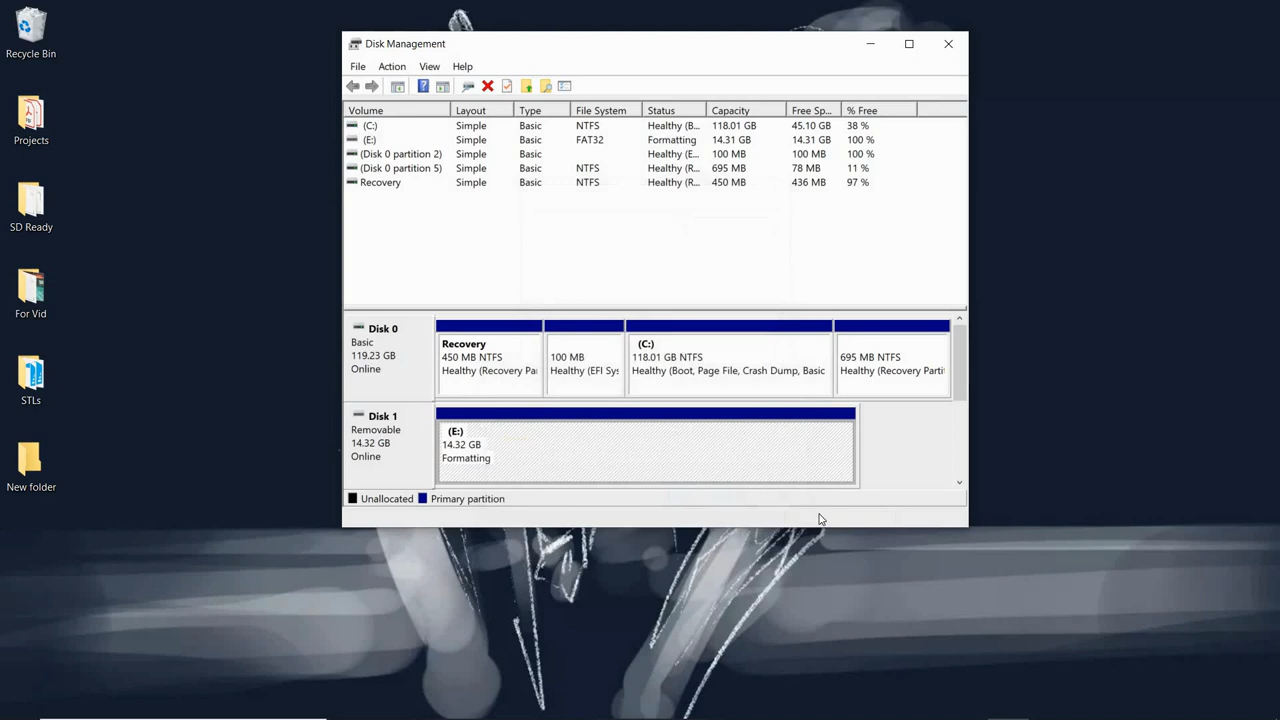 Recycle Bin
Projects
SD Ready
For Vid
STLs
New folder
Disk Management
File Action View Help
Volume Layout Type File System Status Capacity Free Sp... % Free
(C:) Simple Basic NTFS Healthy (B... 118.01 GB 45.10 GB 38 %
(E:) Simple Basic FAT32 Formatting 14.31 GB 14.31 GB 100 %
(Disk 0 partition 2) Simple Basic Healthy (E... 100 MB 100 MB 100 %
(Disk 0 partition 5) Simple Basic NTFS Healthy (R... 695 MB 78 MB 11 %
Recovery Simple Basic NTFS Healthy (R... 450 MB 436 MB 97 %
Disk 0
Basic
119.23 GB
Online
Recovery
450 MB NTFS
Healthy (Recovery Pa
100 MB
Healthy (EFI Sys
(C:)
118.01 GB NTFS
Healthy (Boot, Page File, Crash Dump, Basic
695 MB NTFS
Healthy (Recovery Parti
Disk 1
Removable
14.32 GB
Online
(E:)
14.32 GB
Formatting
Unallocated Primary partition